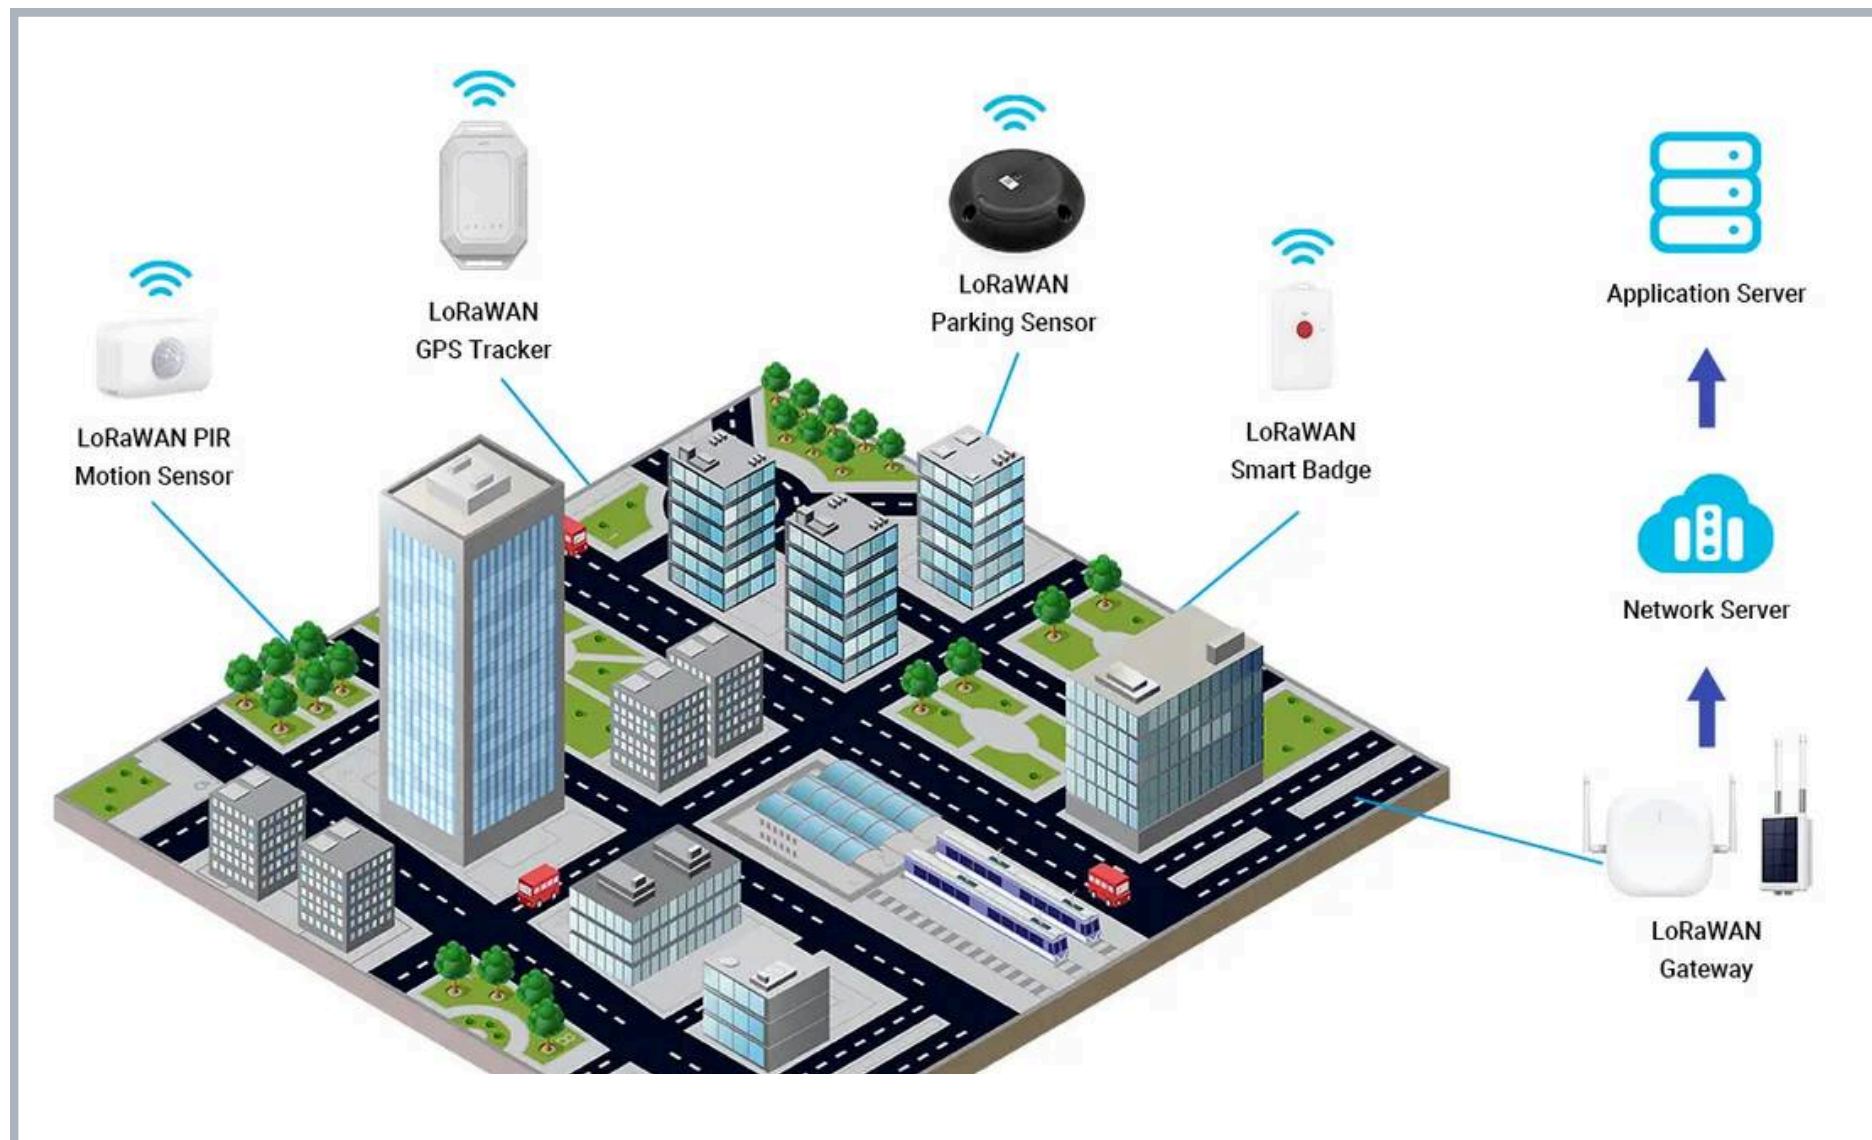 LoRaWAN PIR
Motion Sensor
LoRaWAN
GPS Tracker
LoRaWAN
Parking Sensor
LoRaWAN
Smart Badge
Application Server
Network Server
LoRaWAN
Gateway